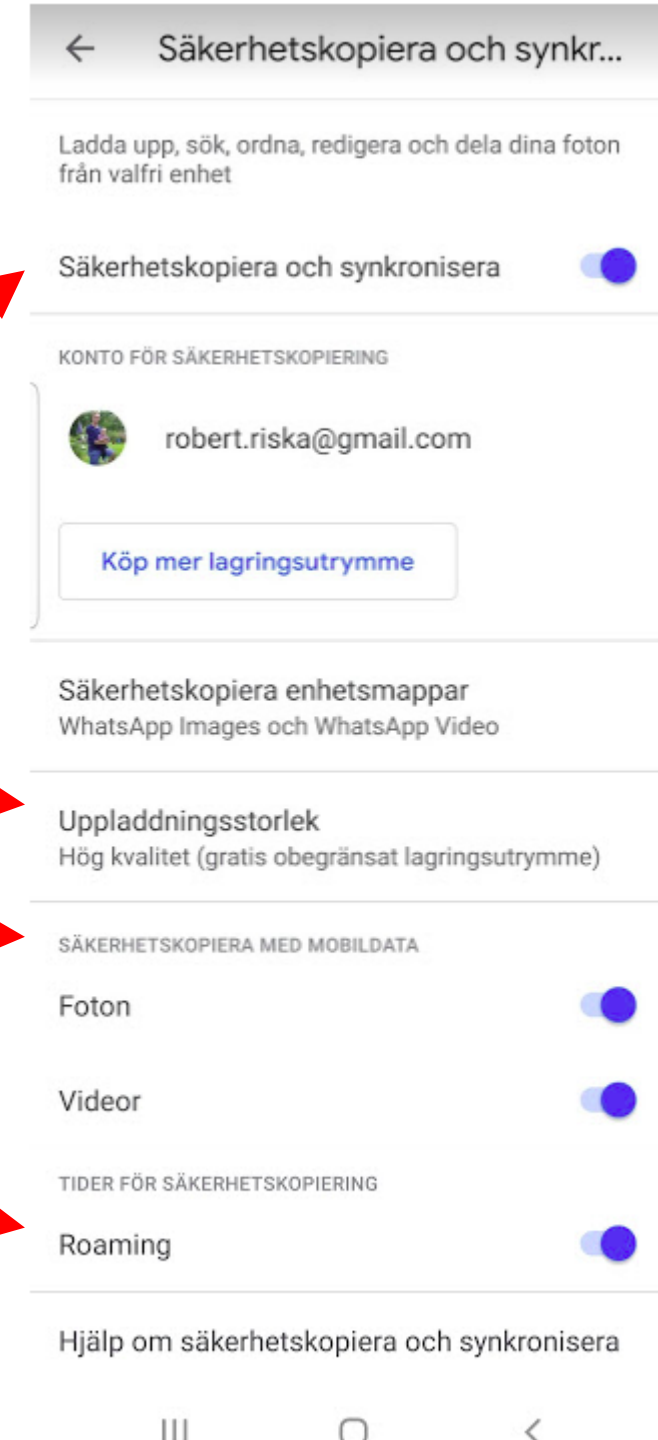 Säkerhetskopiera och synkr...
Ladda upp, sök, ordna, redigera och dela dina foton
från valfri enhet
Säkerhetskopiera och synkronisera
KONTO FÖR SÄKERHETSKOPIERING
robert.riska@gmail.com
Köp mer lagringsutrymme
Säkerhetskopiera enhetsmappar
WhatsApp Images och WhatsApp Video
Uppladdningsstorlek
Hög kvalitet (gratis obegränsat lagringsutrymme)
SÄKERHETSKOPIERA MED MOBILDATA
Foton
Videor
TIDER FÖR SÄKERHETSKOPIERING
Roaming
Hjälp om säkerhetskopiera och synkronisera